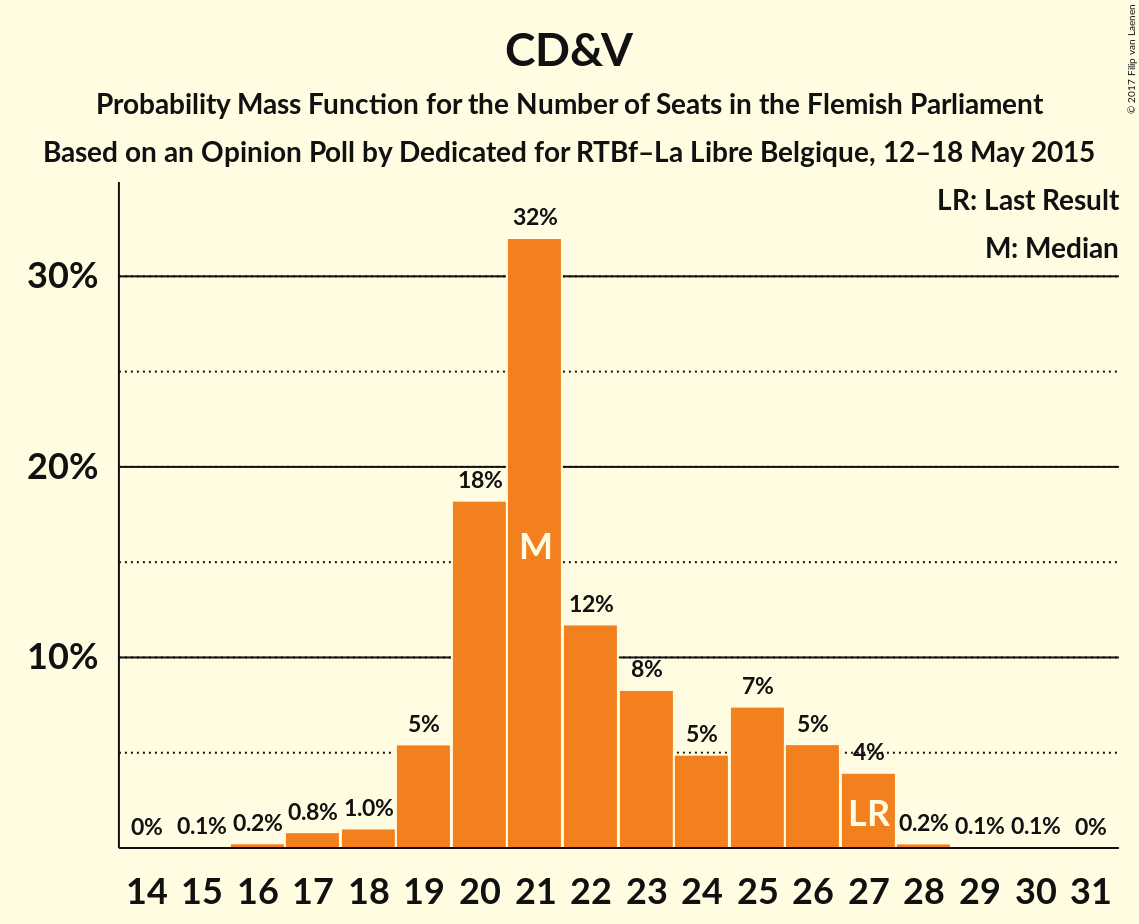 CD&V
Probability Mass Function for the Number of Seats in the Flemish Parliament
Based on an Opinion Poll by Dedicated for RTBf–La Libre Belgique, 12–18 May 2015
© 2017 Filip van Laenen
LR: Last Result
M: Median
30%
20%
10%
0%
0.1%
0.2%
0.8%
1.0%
5%
18%
32%
12%
8%
5%
7%
5%
4%
0.2%
0.1%
0.1%
0%
M
LR
14 15 16 17 18 19 20 21 22 23 24 25 26 27 28 29 30 31